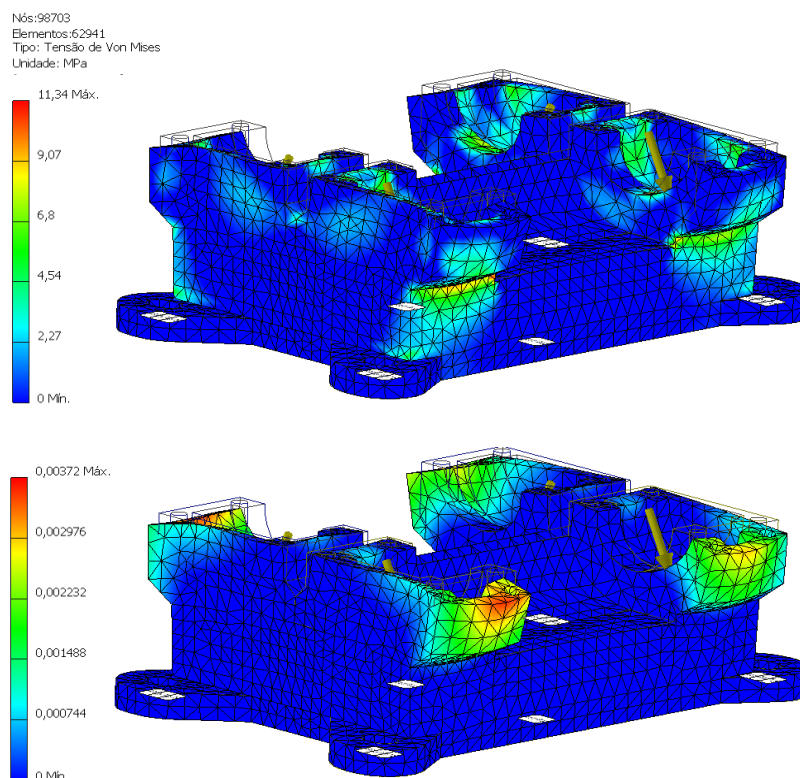 Nós:98703
Elementos:62941
Tipo: Tensão de Von Mises
Unidade: MPa
11,34 Máx.
9,07
6,8
4,54
2,27
0 Mín.
0,00372 Máx.
0,002976
0,002232
0,001488
0,000744
0 Mín.